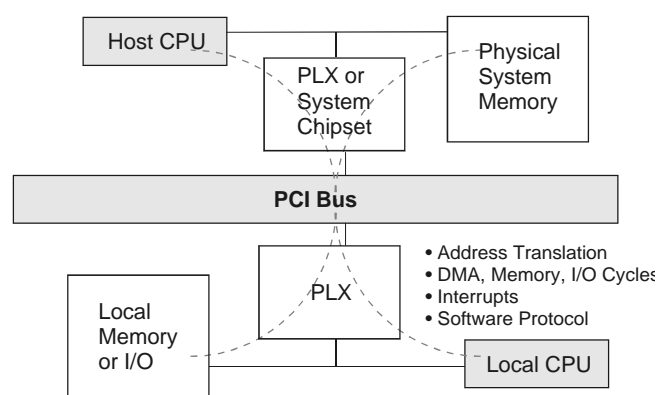 Host CPU
PLX or
System
Chipset
Physical
System
Memory
PCI Bus
PLX
• Address Translation
• DMA, Memory, I/O Cycles
• Interrupts
• Software Protocol
Local
Memory
or I/O
Local CPU